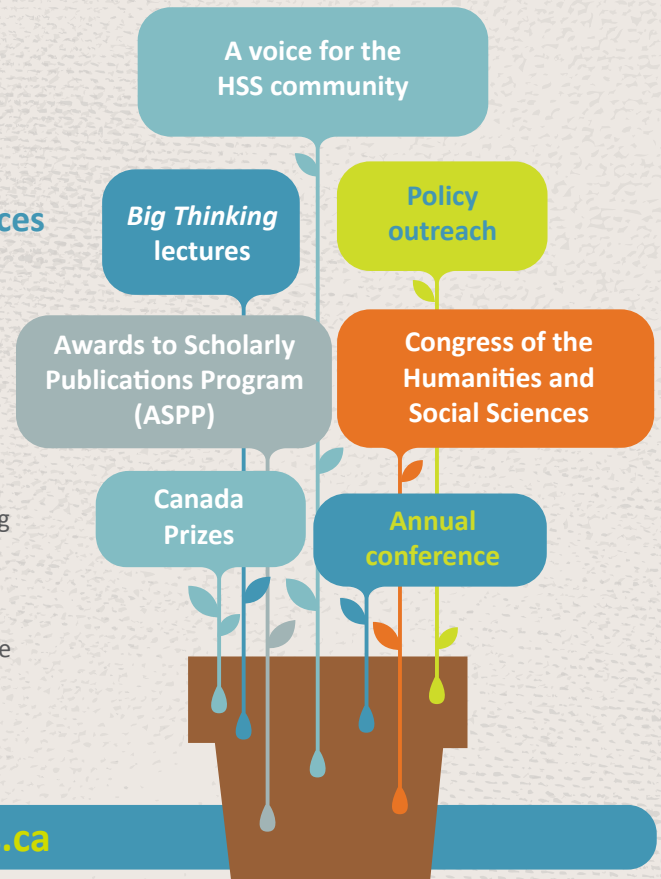 A voice for the
HSS community
Big Thinking
lectures
Policy
outreach
Awards to Scholarly
Publications Program
(ASPP)
Congress of the
Humanities and
Social Sciences
Canada
Prizes
Annual
conference
.ca